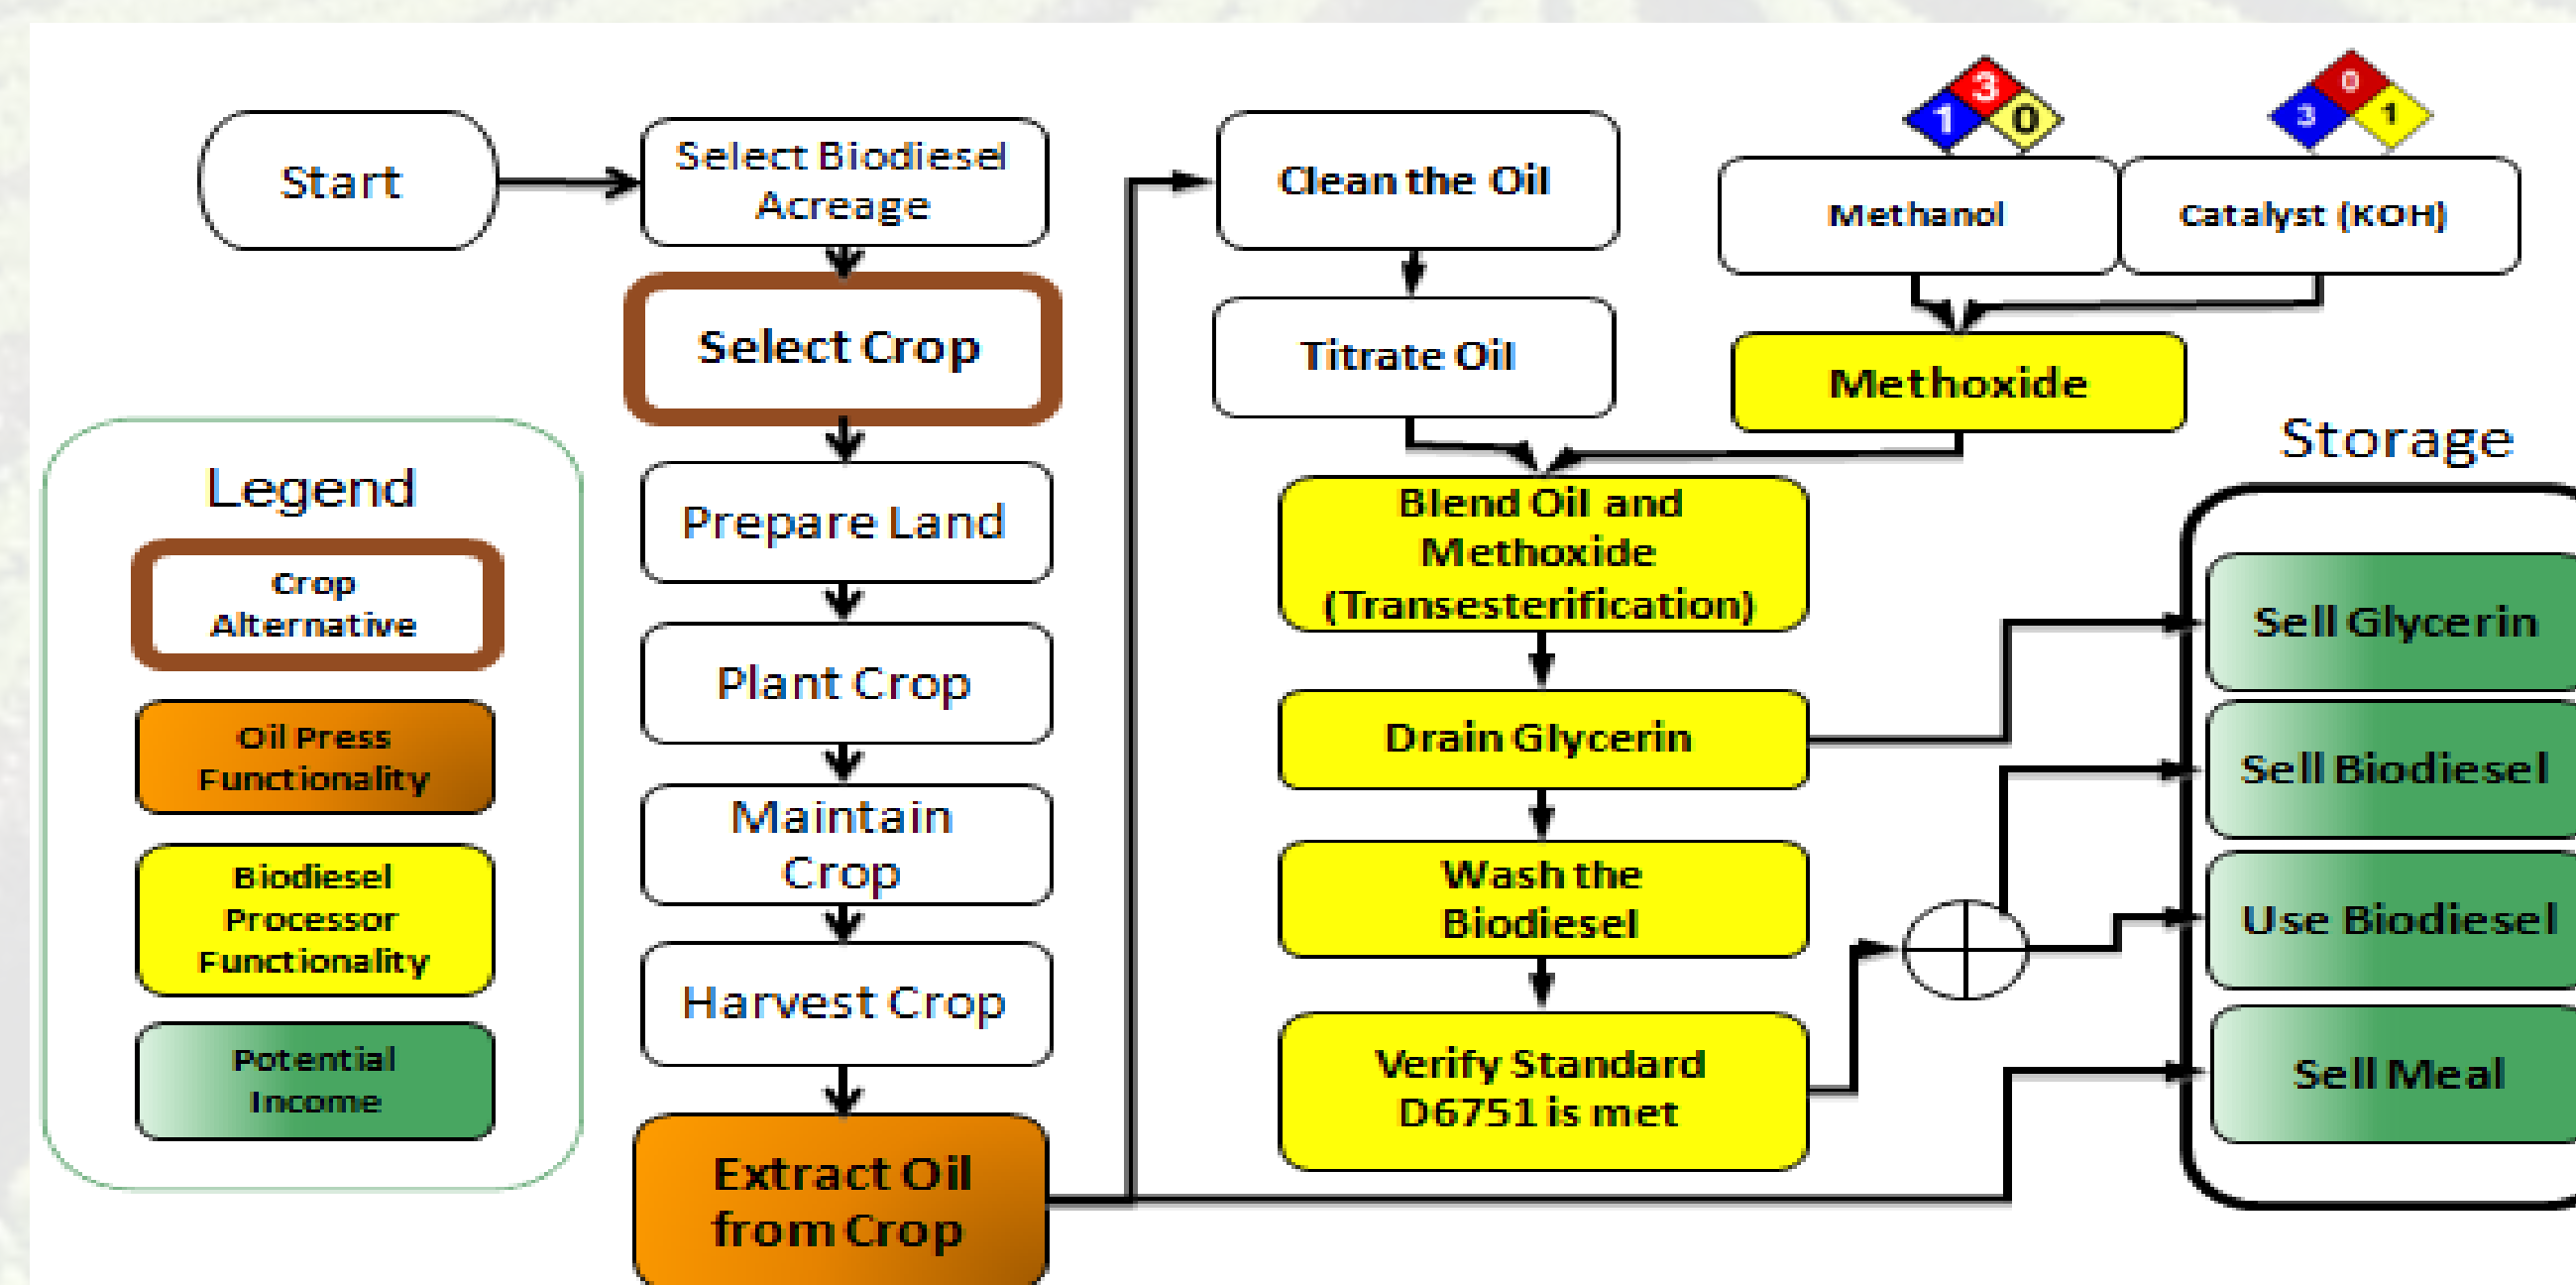 Start
Select Biodiesel
Acreage
Select Crop
Prepare Land
Plant Crop
Maintain
Crop
Harvest Crop
Extract Oil
from Crop
Legend
Crop
Alternative
Oil Press
Functionality
Biodiesel
Processor
Functionality
Potential
Income
Clean the Oil
Titrate Oil
3
1
0
Methanol
0
3
1
Catalyst (KOH)
Methoxide
Blend Oil and
Methoxide
(Transesterification)
Drain Glycerin
Wash the
Biodiesel
Verify Standard
D6751 is met
Storage
Sell Glycerin
Sell Biodiesel
Use Biodiesel
Sell Meal